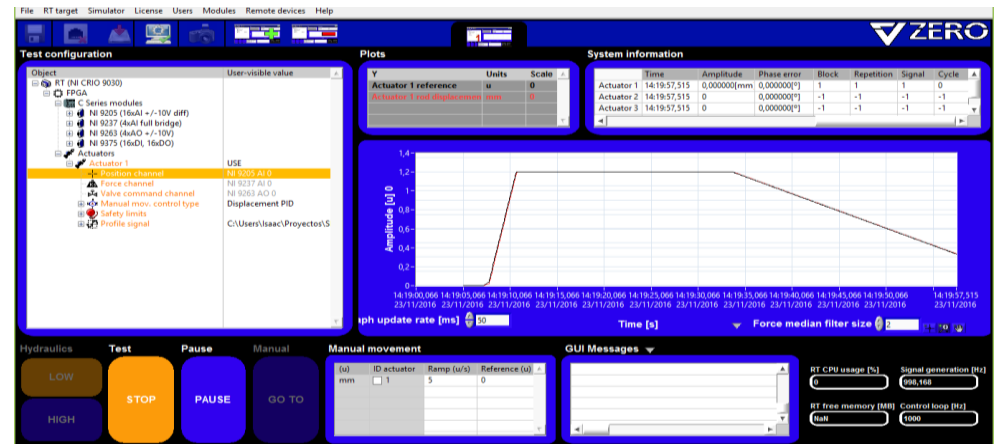 File RT target Simulator License Users Modules Remote devices Help
1
ZERO
Test configuration
Object User-visible value
RT (NI CRIO 9030)
FPGA
C Series modules
NI 9205 (16xAI +/-10V diff)
NI 9237 (4xAI full bridge)
NI 9263 (4xAO +/-10V)
NI 9375 (16xDI, 16xDO)
Actuators
Actuator 1 USE
Position channel NI 9205 AI 0
Force channel NI 9237 AI 0
Valve command channel NI 9263 AO 0
Manual mov. control type Displacement PID
Safety limits
Profile signal C:\Users\Isaac\Proyectos\S
Plots
Y Units Scale
Actuator 1 reference u 0
Actuator 1 rod displacemen mm 0
System information
Time Amplitude Phase error Block Repetition Signal Cycle
Actuator 1 14:19:57,515 0,000000[mm 0,000000[º] 1 1 1 0
Actuator 2 14:19:57,515 0 0,000000[º] -1 -1 -1 -1
Actuator 3 14:19:57,515 0 0,000000[º] -1 -1 -1 -1
Amplitude [u] 0
1,4
1,2
1
0,8
0,6
0,4
0,2
0
14:19:00,066 14:19:05,066 14:19:10,066 14:19:15,066 14:19:20,066 14:19:25,066 14:19:30,066 14:19:35,066 14:19:40,066 14:19:45,066 14:19:50,066 14:19:57,515
23/11/2016 23/11/2016 23/11/2016 23/11/2016 23/11/2016 23/11/2016 23/11/2016 23/11/2016 23/11/2016 23/11/2016 23/11/2016 23/11/2016
aph update rate [ms] 50 Time [s] Force median filter size 2
Hydraulics Test Pause Manual
LOW
HIGH
STOP
PAUSE
GO TO
Manual movement
(u) ID actuator Ramp (u/s) Reference (u)
mm 1 5 0
GUI Messages
RT CPU usage [%] Signal generation [Hz]
0 998,168
RT free memory [MB] Control loop [Hz]
NaN 1000